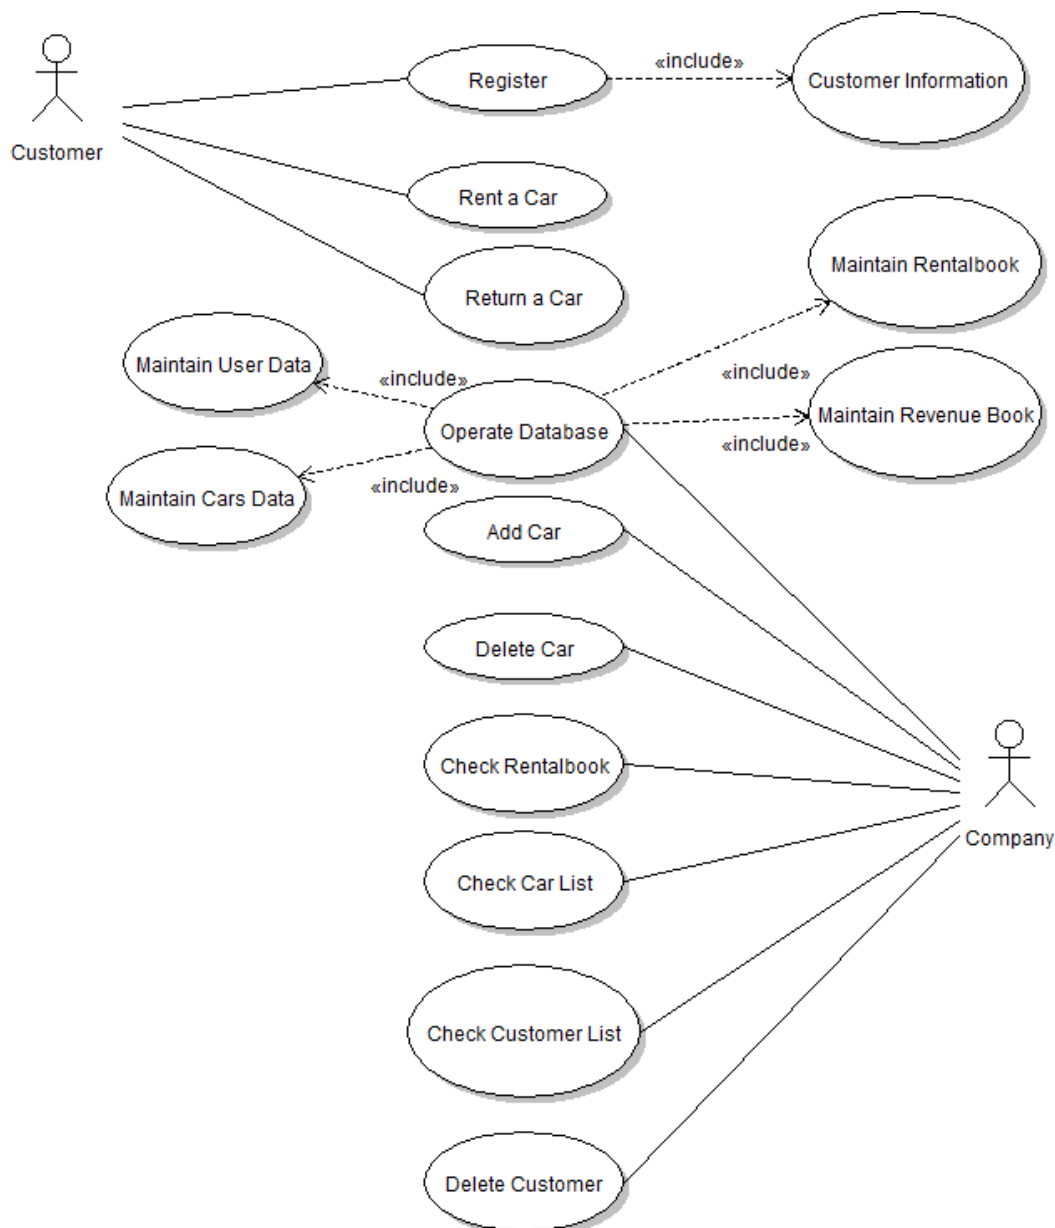 Register
«include»
Customer Information
Customer
Rent a Car
Maintain Rentalbook
Return a Car
Maintain User Data
«include»
«include»
Operate Database
Maintain Revenue Book
«include»
Maintain Cars Data
«include»
Add Car
Delete Car
Check Rentalbook
Company
Check Car List
Check Customer List
Delete Customer